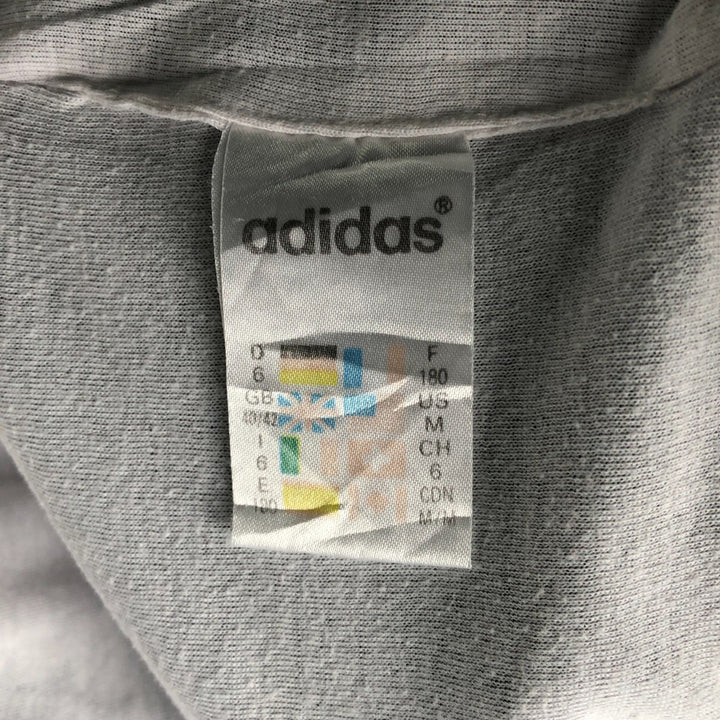 adidas®
D F
6 180
GB US
40/42 M
I CH
6 6
E CDN
180 M/M